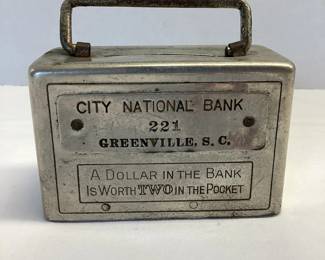 CITY NATIONAL BANK
221
GREENVILLE, S. C.
A DOLLAR IN THE BANK
IS WORTH TWO IN THE POCKET